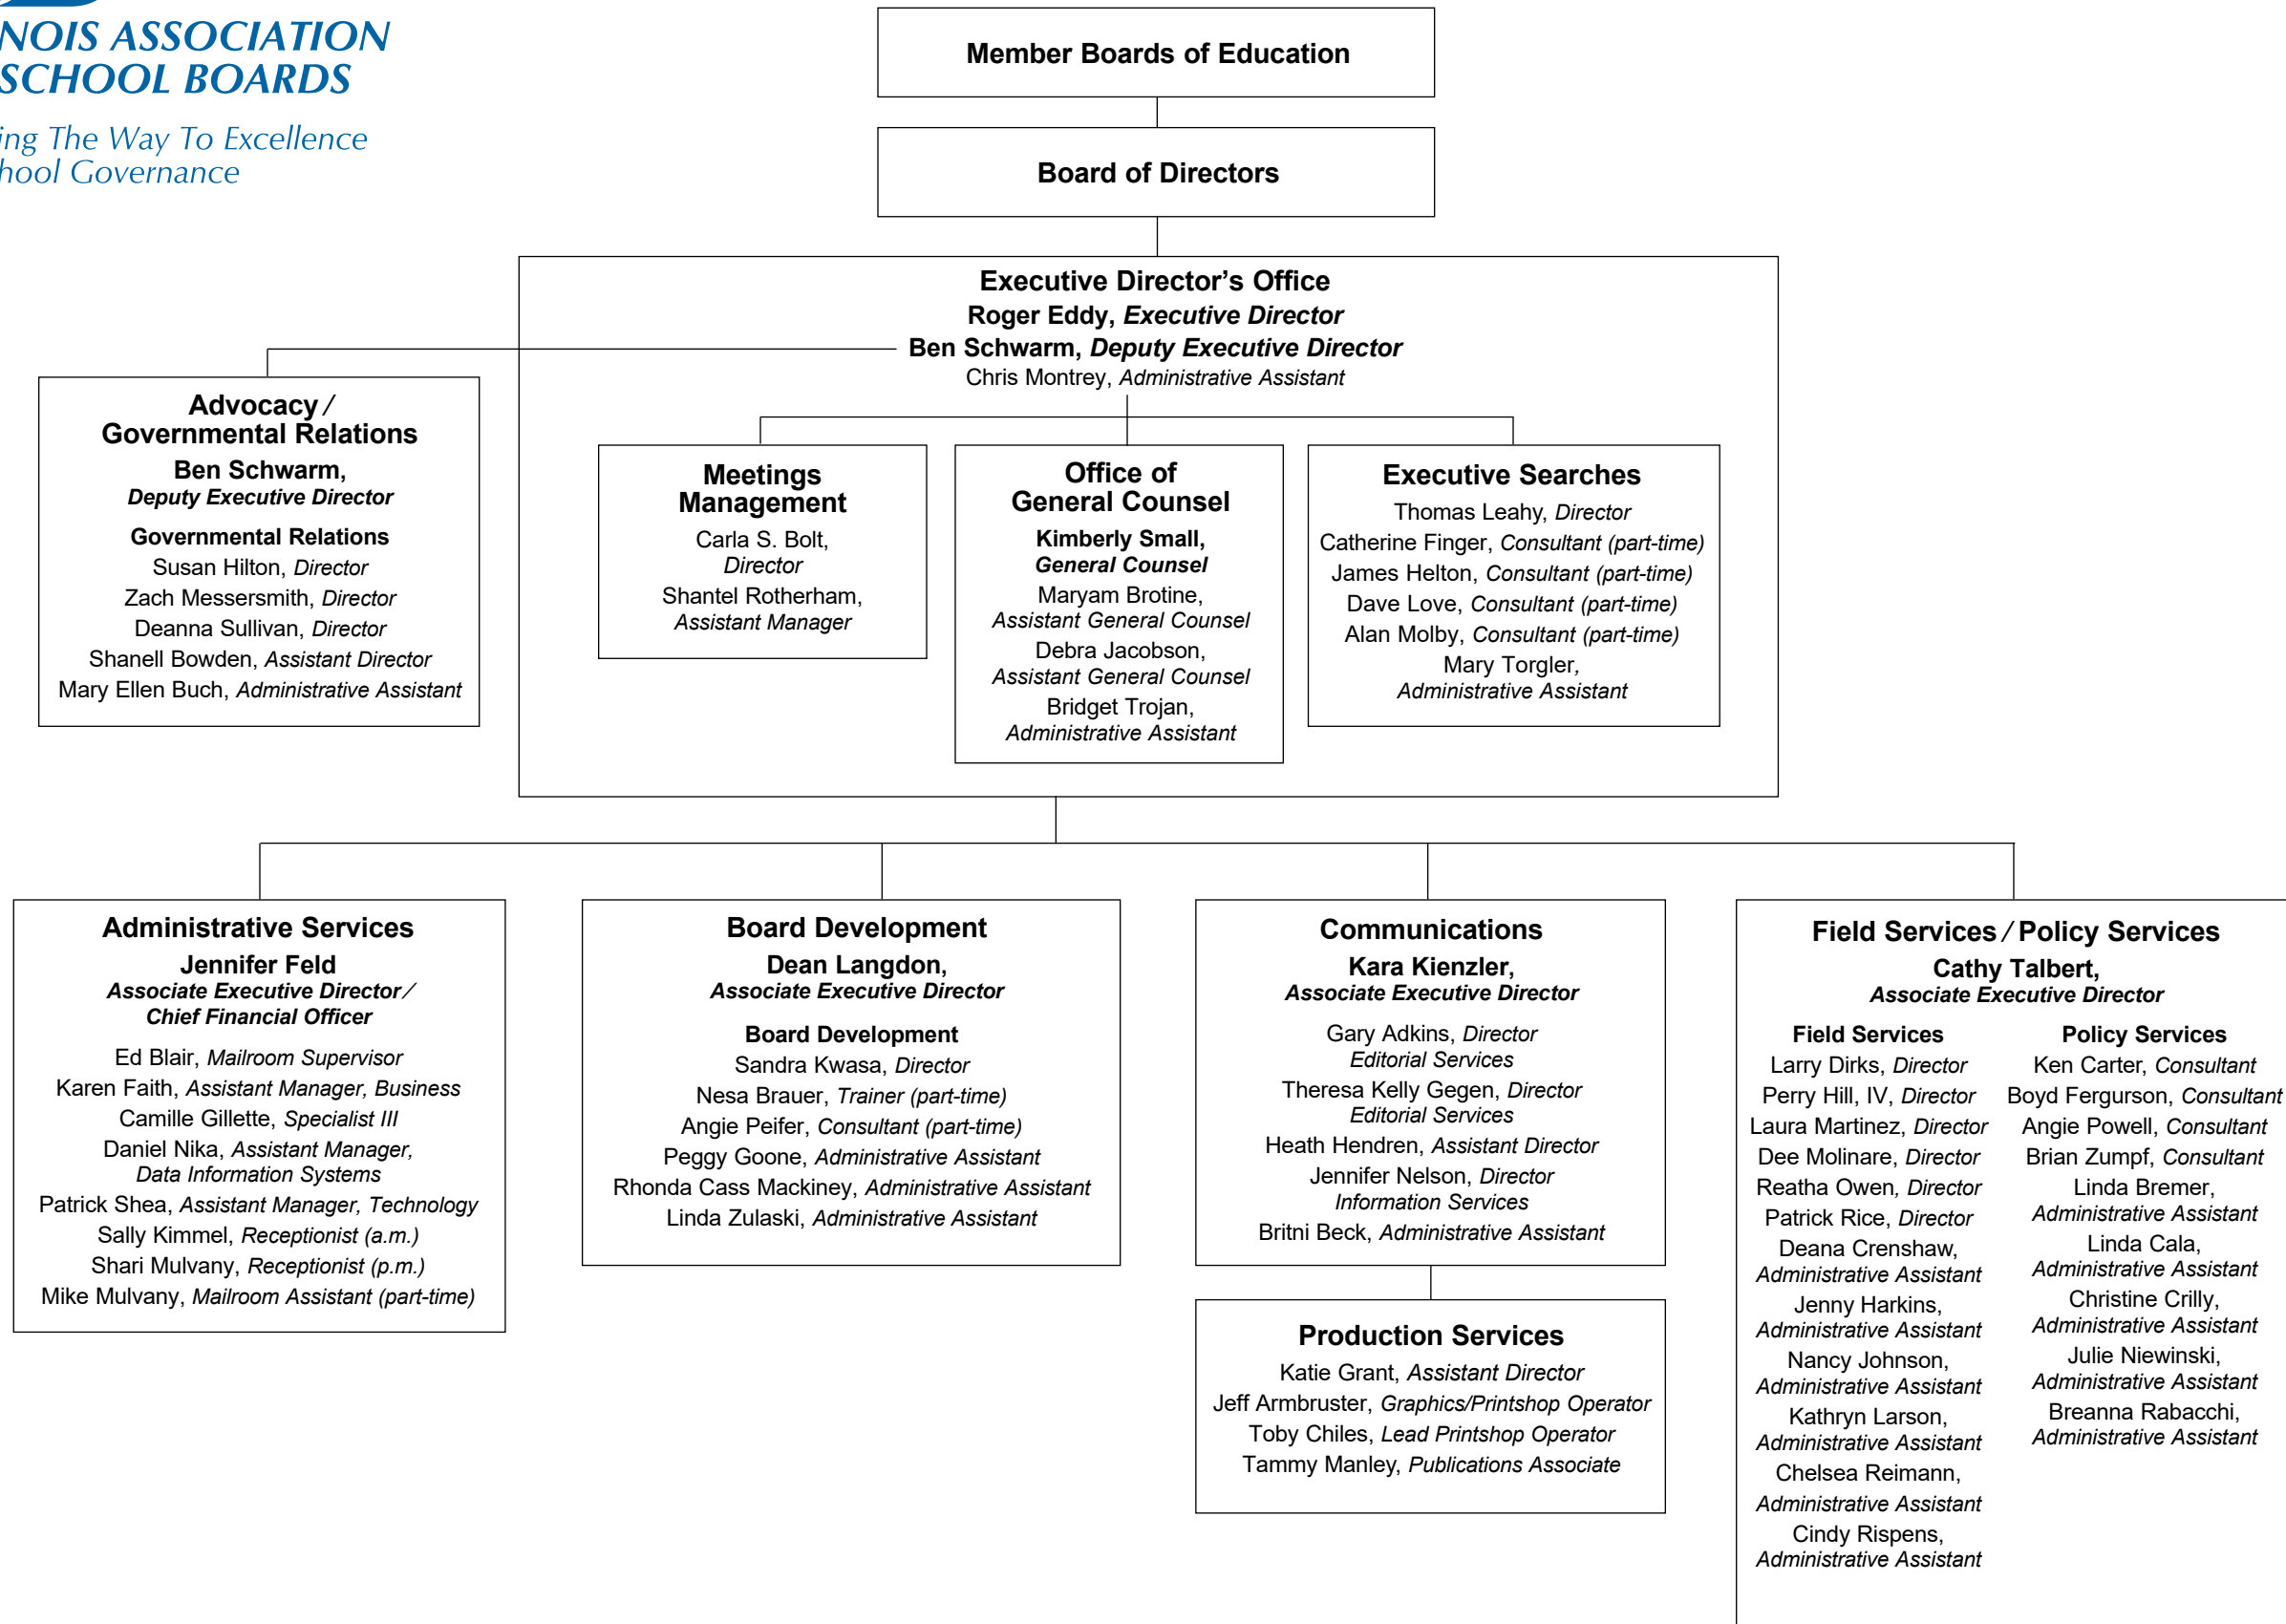 NOIS ASSOCIATION
SCHOOL BOARDS
ing The Way To Excellence
hool Governance
Member Boards of Education
Board of Directors
Executive Director’s Office
Roger Eddy, Executive Director
Ben Schwarm, Deputy Executive Director
Chris Montrey, Administrative Assistant
Advocacy/
Governmental Relations
Ben Schwarm,
Deputy Executive Director
Governmental Relations
Susan Hilton, Director
Zach Messersmith, Director
Deanna Sullivan, Director
Shanell Bowden, Assistant Director
Mary Ellen Buch, Administrative Assistant
Meetings
Management
Carla S. Bolt,
Director
Shantel Rotherham,
Assistant Manager
Office of
General Counsel
Kimberly Small,
General Counsel
Maryam Brotine,
Assistant General Counsel
Debra Jacobson,
Assistant General Counsel
Bridget Trojan,
Administrative Assistant
Executive Searches
Thomas Leahy, Director
Catherine Finger, Consultant (part-time)
James Helton, Consultant (part-time)
Dave Love, Consultant (part-time)
Alan Molby, Consultant (part-time)
Mary Torgler,
Administrative Assistant
Administrative Services
Jennifer Feld
Associate Executive Director/
Chief Financial Officer
Ed Blair, Mailroom Supervisor
Karen Faith, Assistant Manager, Business
Camille Gillette, Specialist III
Daniel Nika, Assistant Manager,
Data Information Systems
Patrick Shea, Assistant Manager, Technology
Sally Kimmel, Receptionist (a.m.)
Shari Mulvany, Receptionist (p.m.)
Mike Mulvany, Mailroom Assistant (part-time)
Board Development
Dean Langdon,
Associate Executive Director
Board Development
Sandra Kwasa, Director
Nesa Brauer, Trainer (part-time)
Angie Peifer, Consultant (part-time)
Peggy Goone, Administrative Assistant
Rhonda Cass Mackiney, Administrative Assistant
Linda Zulaski, Administrative Assistant
Communications
Kara Kienzler,
Associate Executive Director
Gary Adkins, Director
Editorial Services
Theresa Kelly Gegen, Director
Editorial Services
Heath Hendren, Assistant Director
Jennifer Nelson, Director
Information Services
Britni Beck, Administrative Assistant
Production Services
Katie Grant, Assistant Director
Jeff Armbruster, Graphics/Printshop Operator
Toby Chiles, Lead Printshop Operator
Tammy Manley, Publications Associate
Field Services/Policy Services
Cathy Talbert,
Associate Executive Director
Field Services
Larry Dirks, Director
Perry Hill, IV, Director
Laura Martinez, Director
Dee Molinare, Director
Reatha Owen, Director
Patrick Rice, Director
Deana Crenshaw,
Administrative Assistant
Jenny Harkins,
Administrative Assistant
Nancy Johnson,
Administrative Assistant
Kathryn Larson,
Administrative Assistant
Chelsea Reimann,
Administrative Assistant
Cindy Rispens,
Administrative Assistant
Policy Services
Ken Carter, Consultant
Boyd Fergurson, Consultant
Angie Powell, Consultant
Brian Zumpf, Consultant
Linda Bremer,
Administrative Assistant
Linda Cala,
Administrative Assistant
Christine Crilly,
Administrative Assistant
Julie Niewinski,
Administrative Assistant
Breanna Rabacchi,
Administrative Assistant